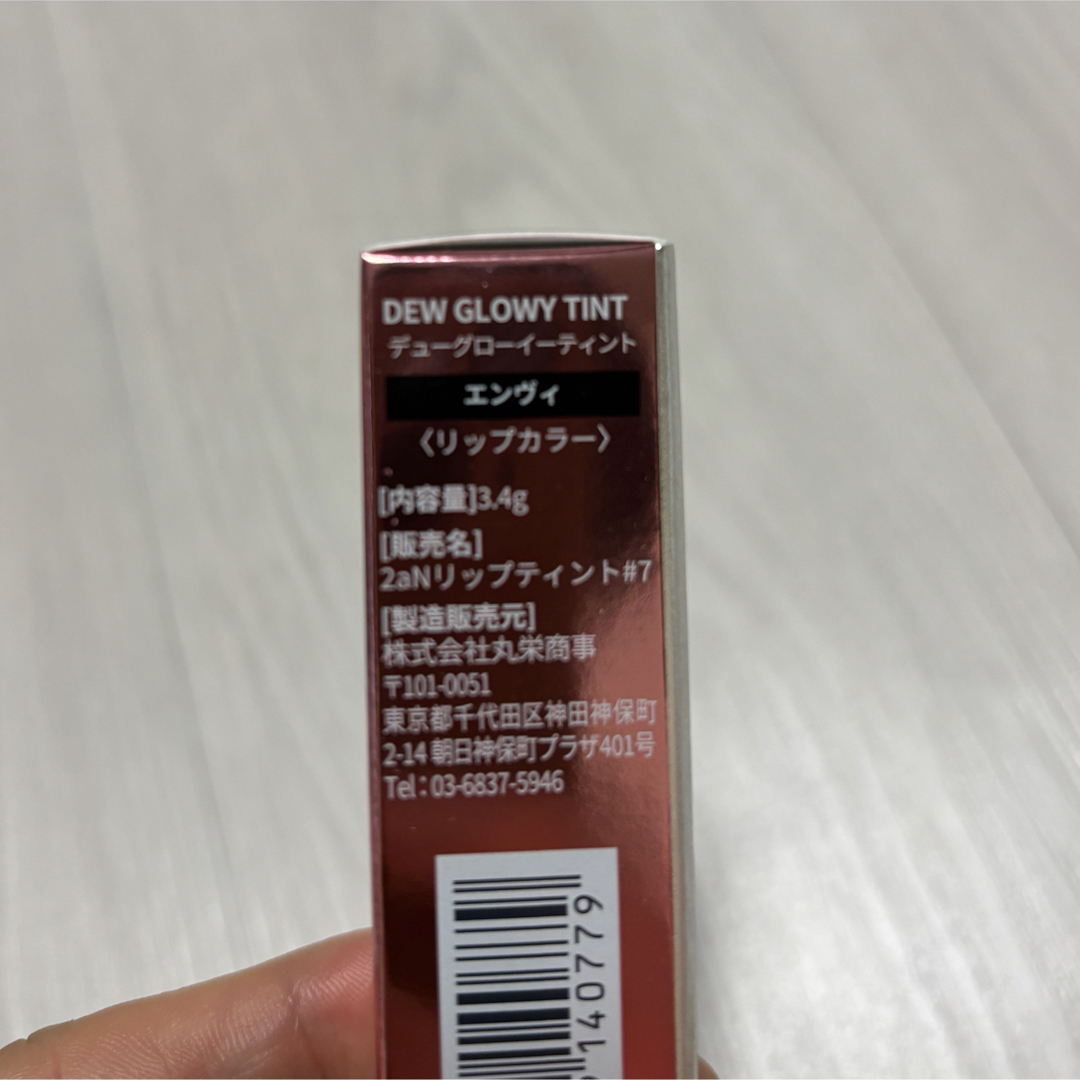 DEW GLOWY TINT
デューグローイーティント
エンヴィ
〈リップカラー〉
[内容量]3.4g
[販売名]
2aNリップティント#7
[製造販売元]
株式会社丸栄商事
〒101-0051
東京都千代田区神田神保町
2-14 朝日神保町プラザ401号
Tel：03-6837-5946
140779